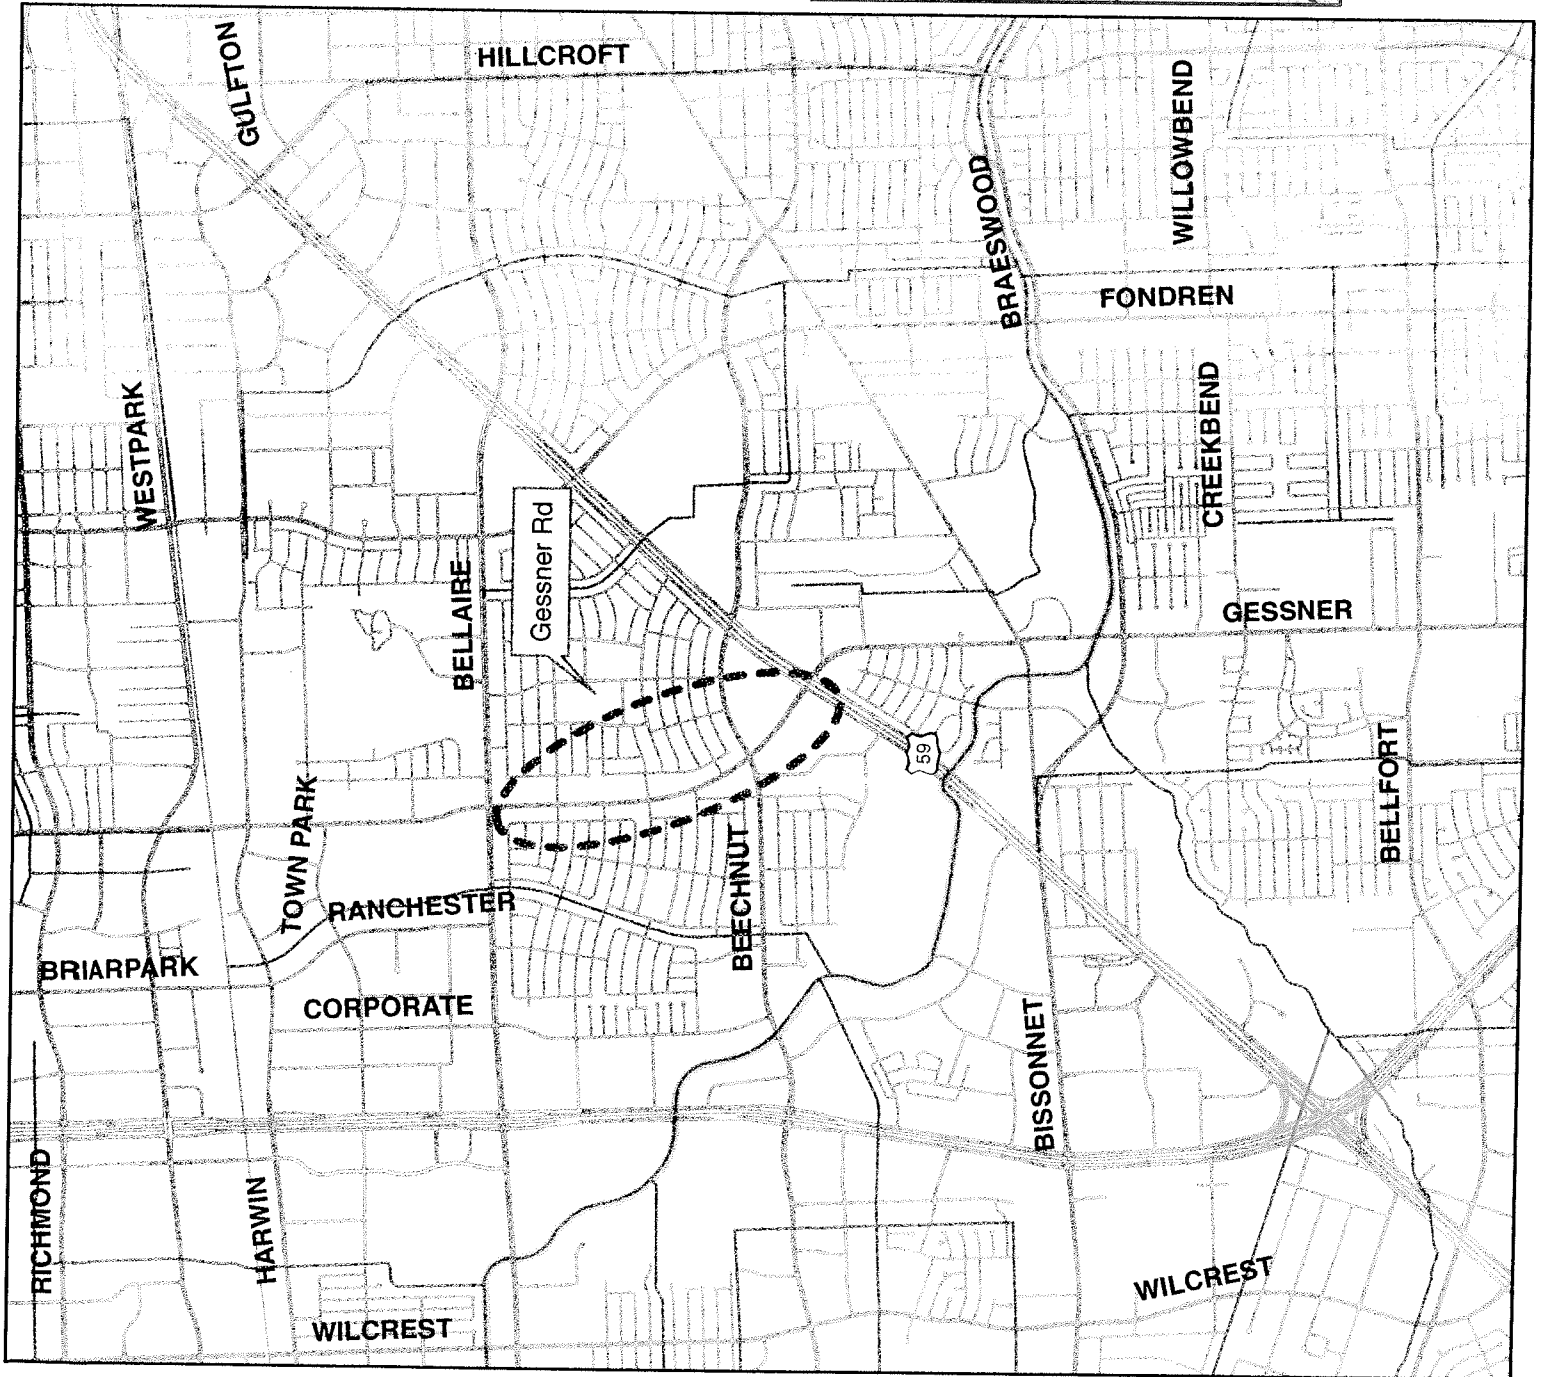 HILLCROFT
GULFTON
WILLOWBEND
BRAESWOOD
FONDREN
WESTPARK
CREEKBEND
Gessner Rd
BELLAIRE
GESSNER
59
BELLFORT
TOWN PARK
RANCHESTER
BEECHNUT
BRIARPARK
CORPORATE
BISSONNET
RICHMOND
HARWIN
WILCREST
WILCREST